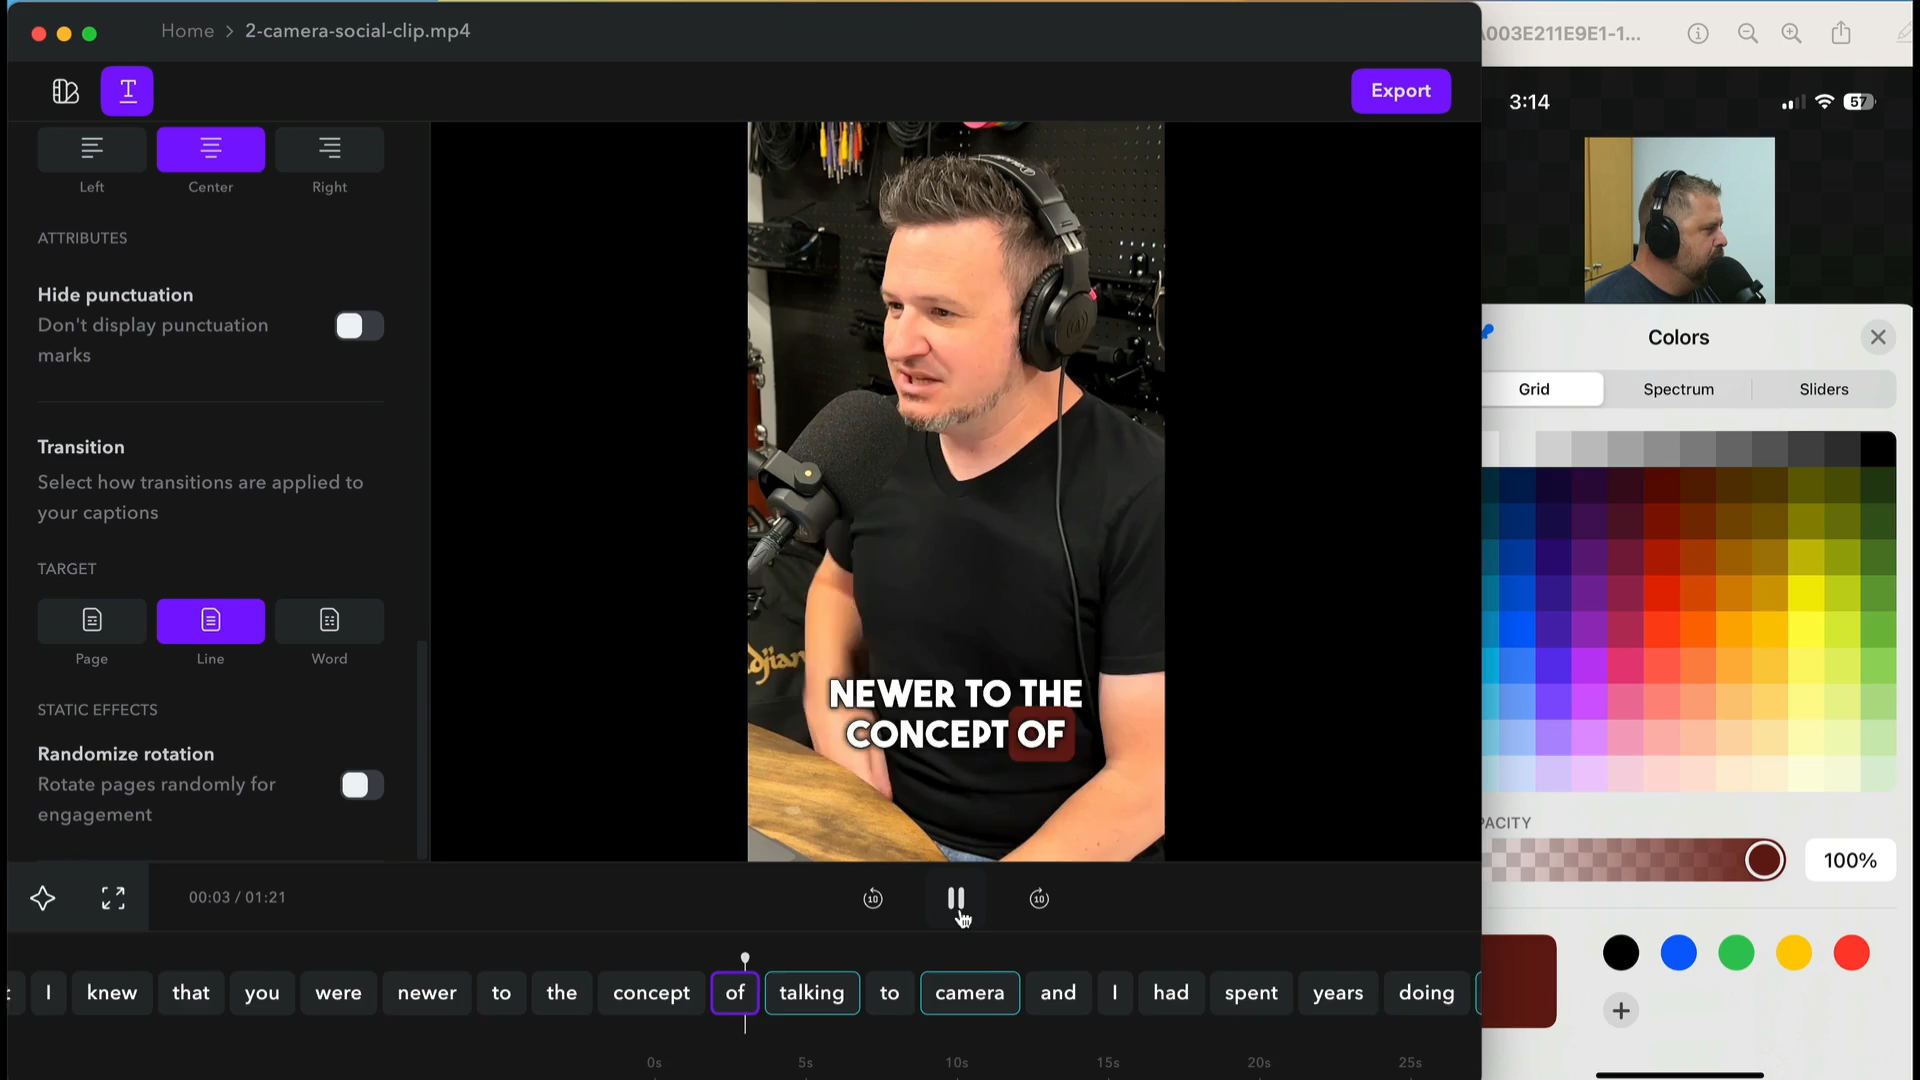 Home > 2-camera-social-clip.mp4
Export
Left
Center
Right
ATTRIBUTES
Hide punctuation
Don't display punctuation
marks
Transition
Select how transitions are applied to
your captions
TARGET
Page
Line
Word
STATIC EFFECTS
Randomize rotation
Rotate pages randomly for
engagement
NEWER TO THE
CONCEPT OF
00:03 / 01:21
10
10
I knew that you were newer to the concept of talking to camera and I had spent years doing
0s 5s 10s 15s 20s 25s
003E211E9E1-1...
3:14
57
Colors
Grid
Spectrum
Sliders
PACITY
100%